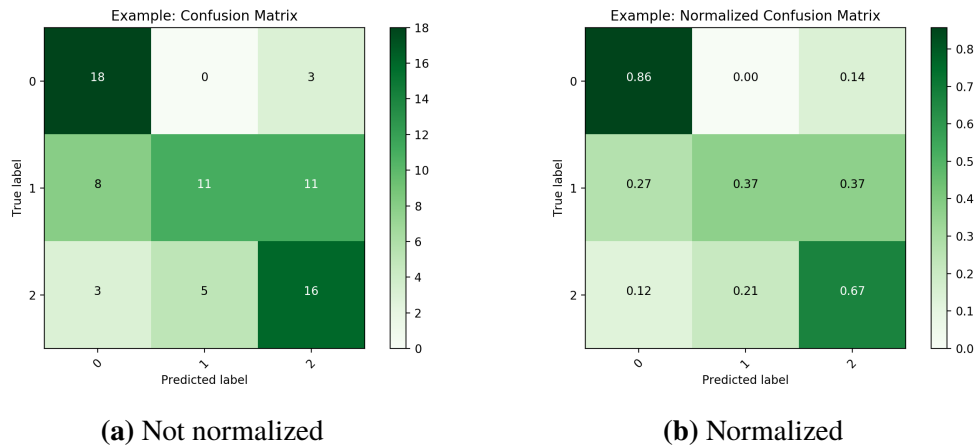 Example: Confusion Matrix
18 0 3
8 11 11
3 5 16
0
1
2
True label
0 1 2
Predicted label
18
16
14
12
10
8
6
4
2
0
(a) Not normalized
Example: Normalized Confusion Matrix
0.86 0.00 0.14
0.27 0.37 0.37
0.12 0.21 0.67
0
1
2
True label
0 1 2
Predicted label
0.8
0.7
0.6
0.5
0.4
0.3
0.2
0.1
0.0
(b) Normalized